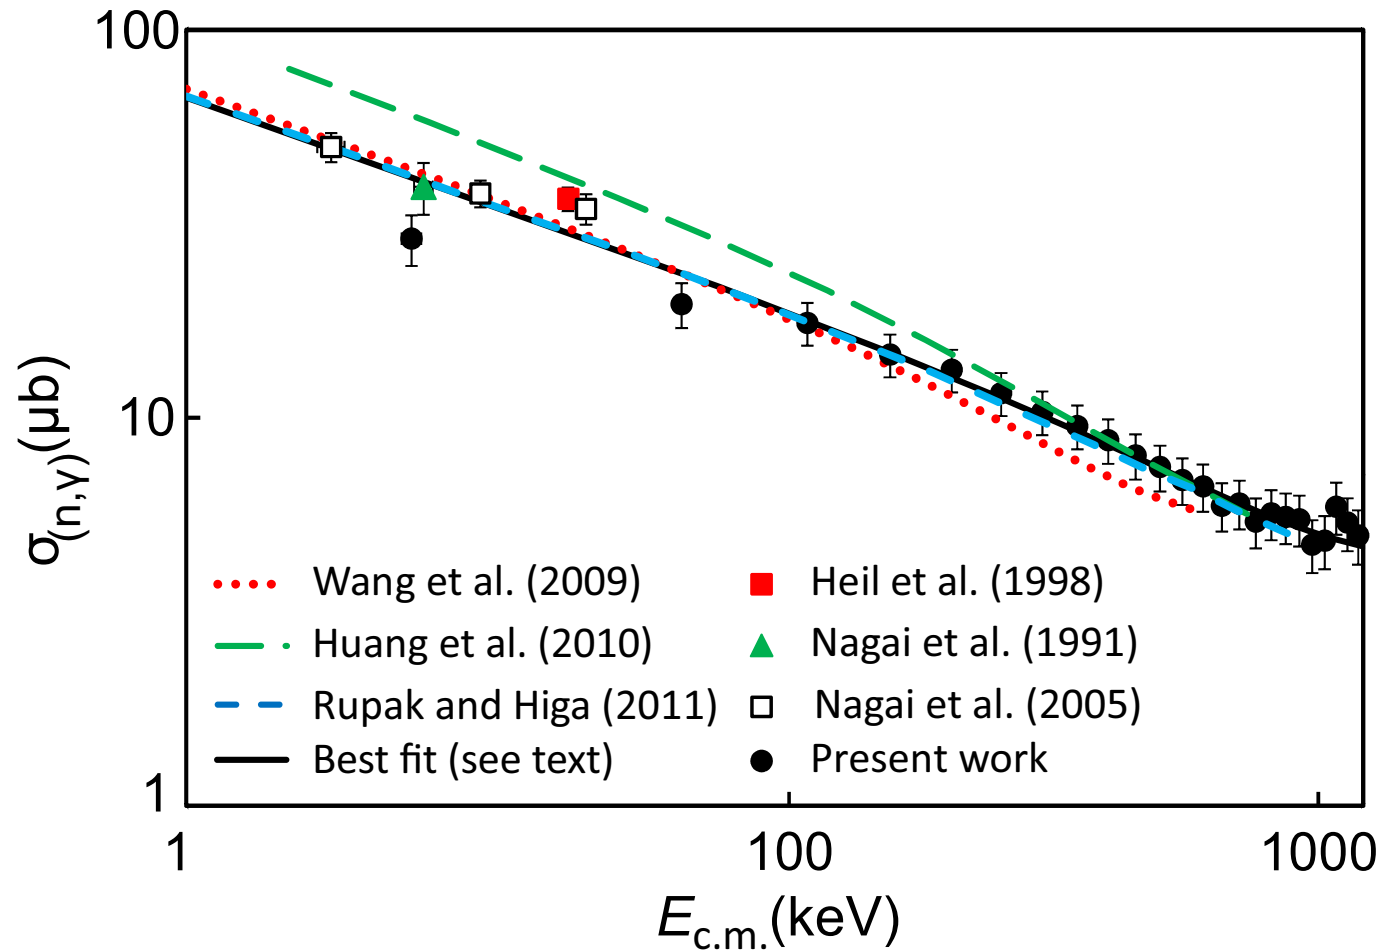 100
10
1
σ(n,γ)(μb)
Wang et al. (2009)
Huang et al. (2010)
Rupak and Higa (2011)
Best fit (see text)
Heil et al. (1998)
Nagai et al. (1991)
Nagai et al. (2005)
Present work
1
100
1000
Ec.m.(keV)